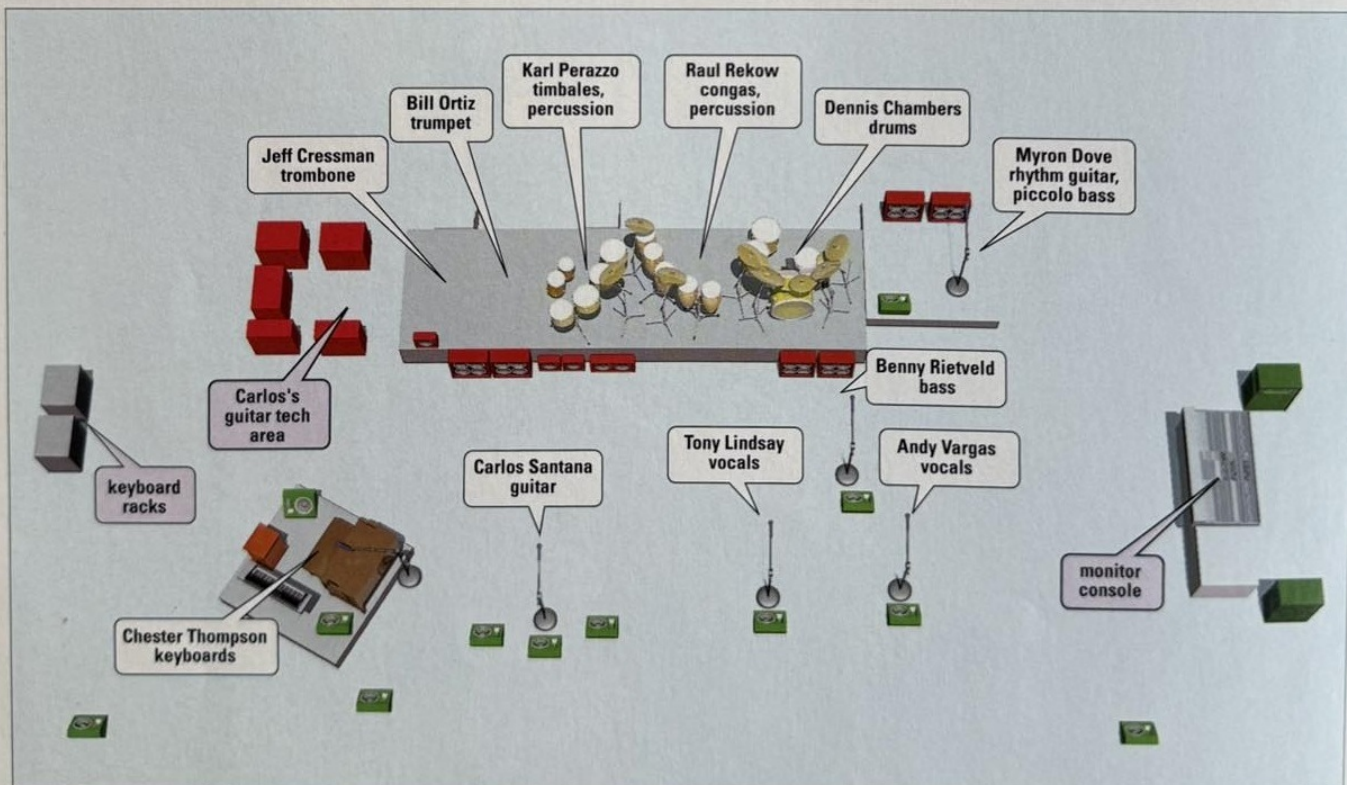 Karl Perazzo
timbales,
percussion
Raul Rekow
congas,
percussion
Bill Ortiz
trumpet
Dennis Chambers
drums
Jeff Cressman
trombone
Myron Dove
rhythm guitar,
piccolo bass
Carlos's
guitar tech
area
Benny Rietveld
bass
keyboard
racks
Carlos Santana
guitar
Tony Lindsay
vocals
Andy Vargas
vocals
monitor
console
Chester Thompson
keyboards